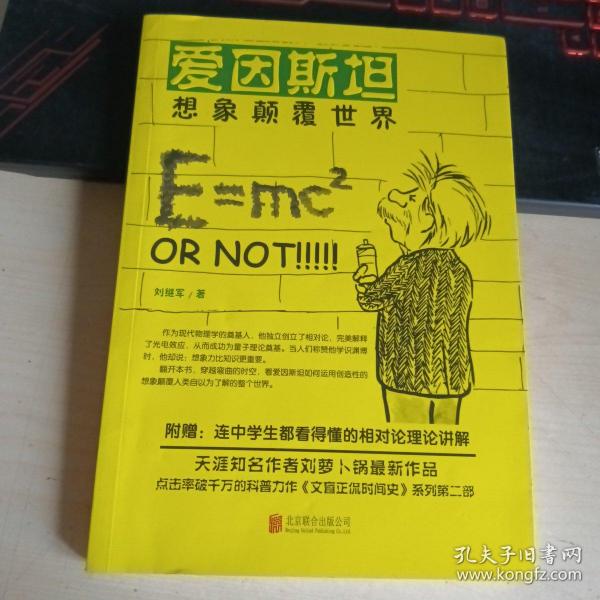 爱因斯坦
想象颠覆世界
E=mc²
OR NOT!!!!!
刘继军/著
作为现代物理学的奠基人，他独立创立了相对论，完美解释
了光电效应，从而成功为量子理论奠基。当人们称赞他学识渊博
时，他却说：想象力比知识更重要。
翻开本书，穿越弯曲的时空，看爱因斯坦如何运用创造性的
想象颠覆人类自以为了解的整个世界。
附赠：连中学生都看得懂的相对论理论讲解
天涯知名作者刘萝卜锅最新作品
点击率破千万的科普力作《文盲正侃时间史》系列第二部
北京联合出版公司
Beijing United Publishing Co.,Ltd.
孔夫子旧书网
www.kongfz.com